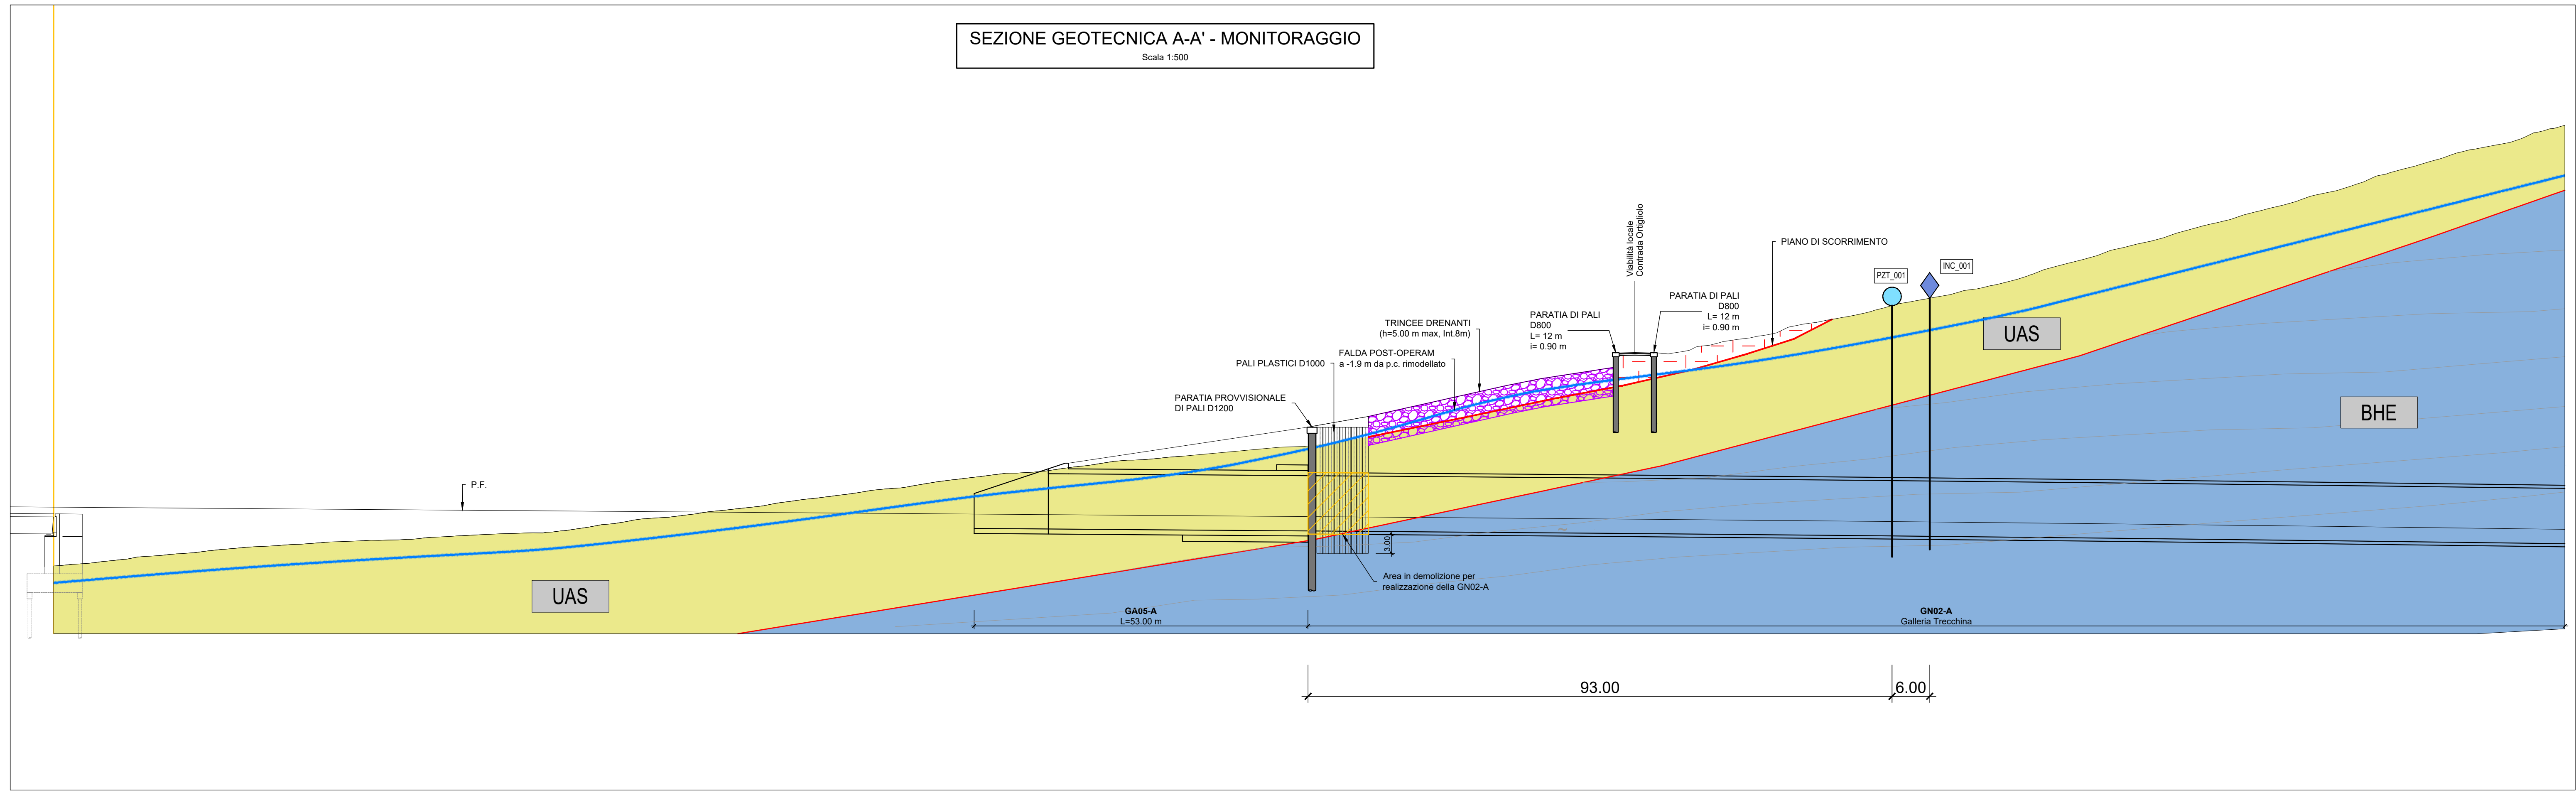 SEZIONE GEOTECNICA A-A' - MONITORAGGIO
Scala 1:500
Viabilità locale
Contrada Ortigliolo
PIANO DI SCORRIMENTO
PZT_001
INC_001
PARATIA DI PALI
D800
L= 12 m
i= 0.90 m
PARATIA DI PALI
D800
L= 12 m
i= 0.90 m
TRINCEE DRENANTI
(h=5.00 m max, Int.8m)
UAS
FALDA POST-OPERAM
a -1.9 m da p.c. rimodellato
PALI PLASTICI D1000
PARATIA PROVVISIONALE
DI PALI D1200
BHE
P.F.
3.00
Area in demolizione per
realizzazione della GN02-A
UAS
GA05-A
L=53.00 m
GN02-A
Galleria Trecchina
93.00
6.00